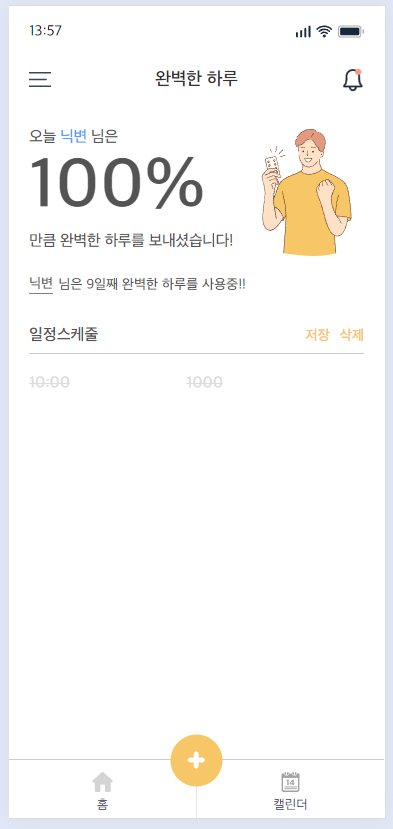 13:57
완벽한 하루
오늘 닉변 님은
100%
만큼 완벽한 하루를 보내셨습니다!
닉변 님은 9일째 완벽한 하루를 사용중!!
일정스케줄 저장 삭제
10:00 1000
14
홈 캘린더